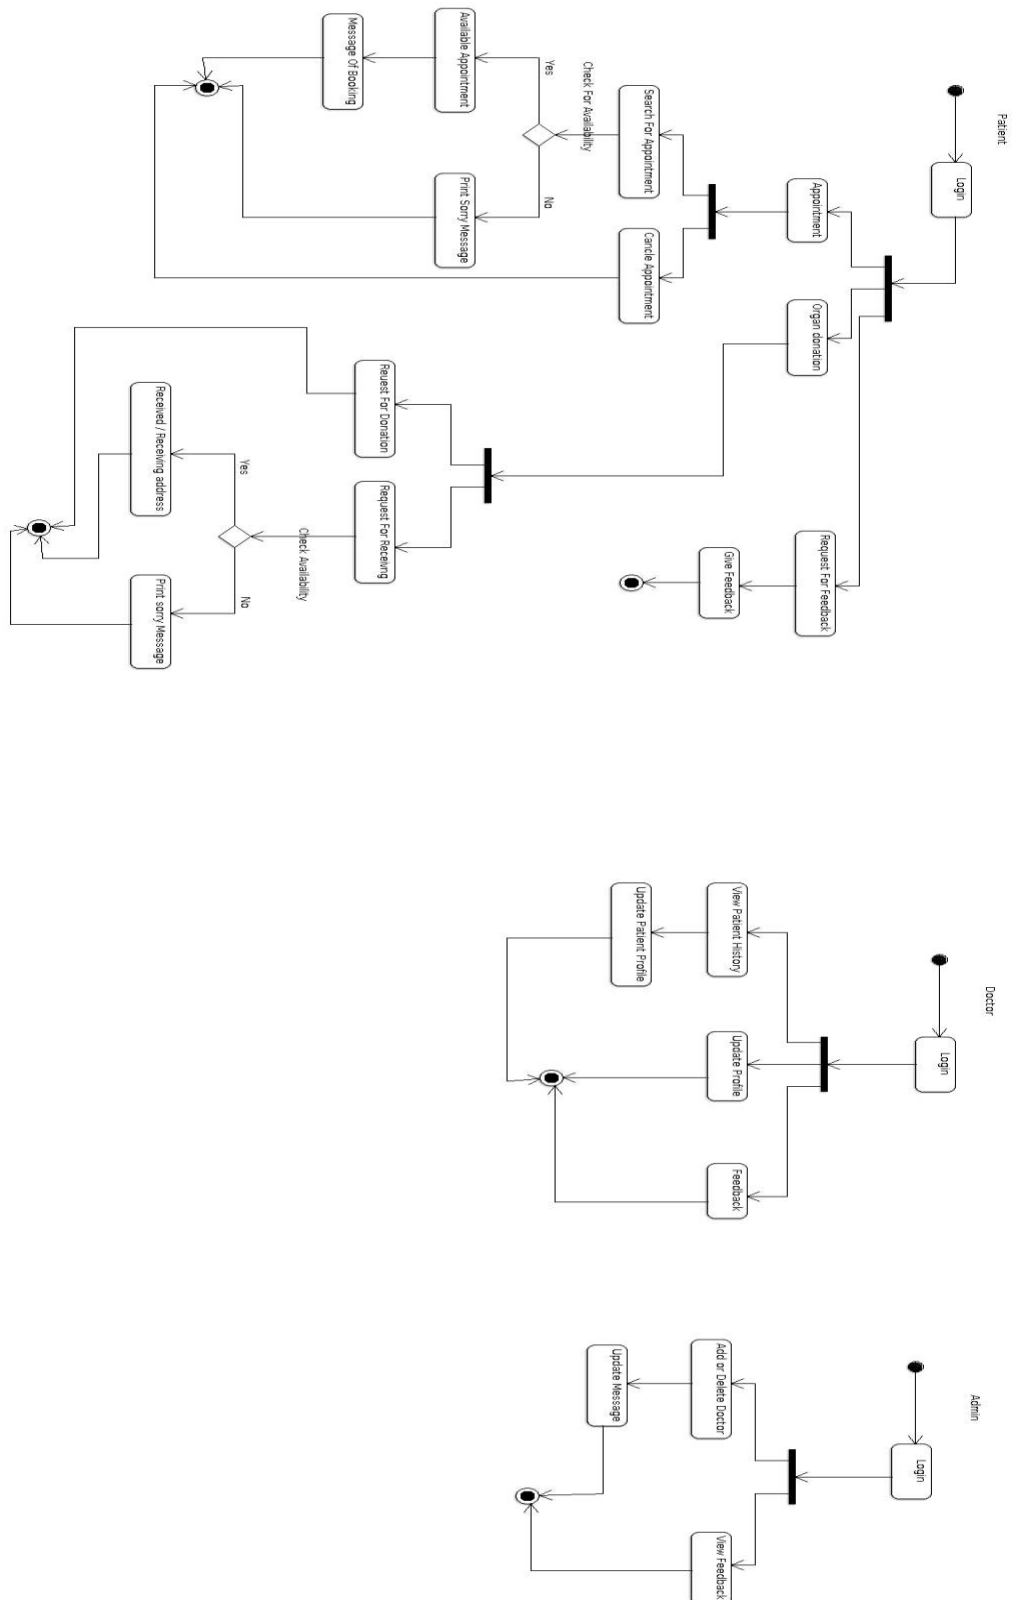 Patient
Login
Appointment
Organ donation
Request For Feedback
Give Feedback
Search For Appointment
Cancle Appointment
Check For Availability
Yes
No
Available Appointment
Print Sorry Message
Message Of Booking
Reuest For Donation
Request For Receivng
Check Availability
Yes
No
Received / Receiving address
Print sorry Message
Doctor
Login
View Patient History
Update Profile
Feedback
Update Patient Profile
Admin
Login
Add or Delete Doctor
View Feedback
Update Message